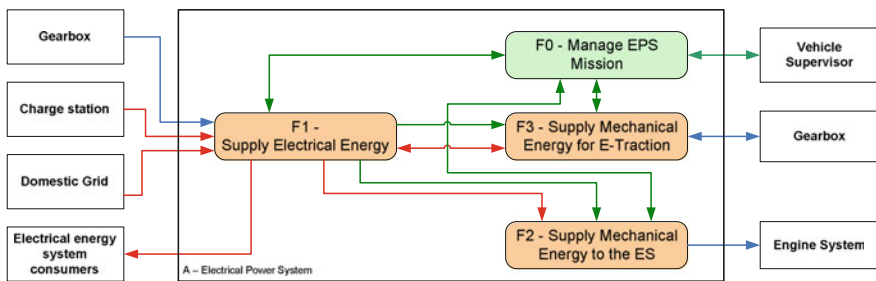 Gearbox
Charge station
Domestic Grid
Electrical energy
system
consumers
F1 -
Supply Electrical Energy
F0 - Manage EPS
Mission
F3 - Supply Mechanical
Energy for E-Traction
F2 - Supply Mechanical
Energy to the ES
A – Electrical Power System
Vehicle
Supervisor
Gearbox
Engine System